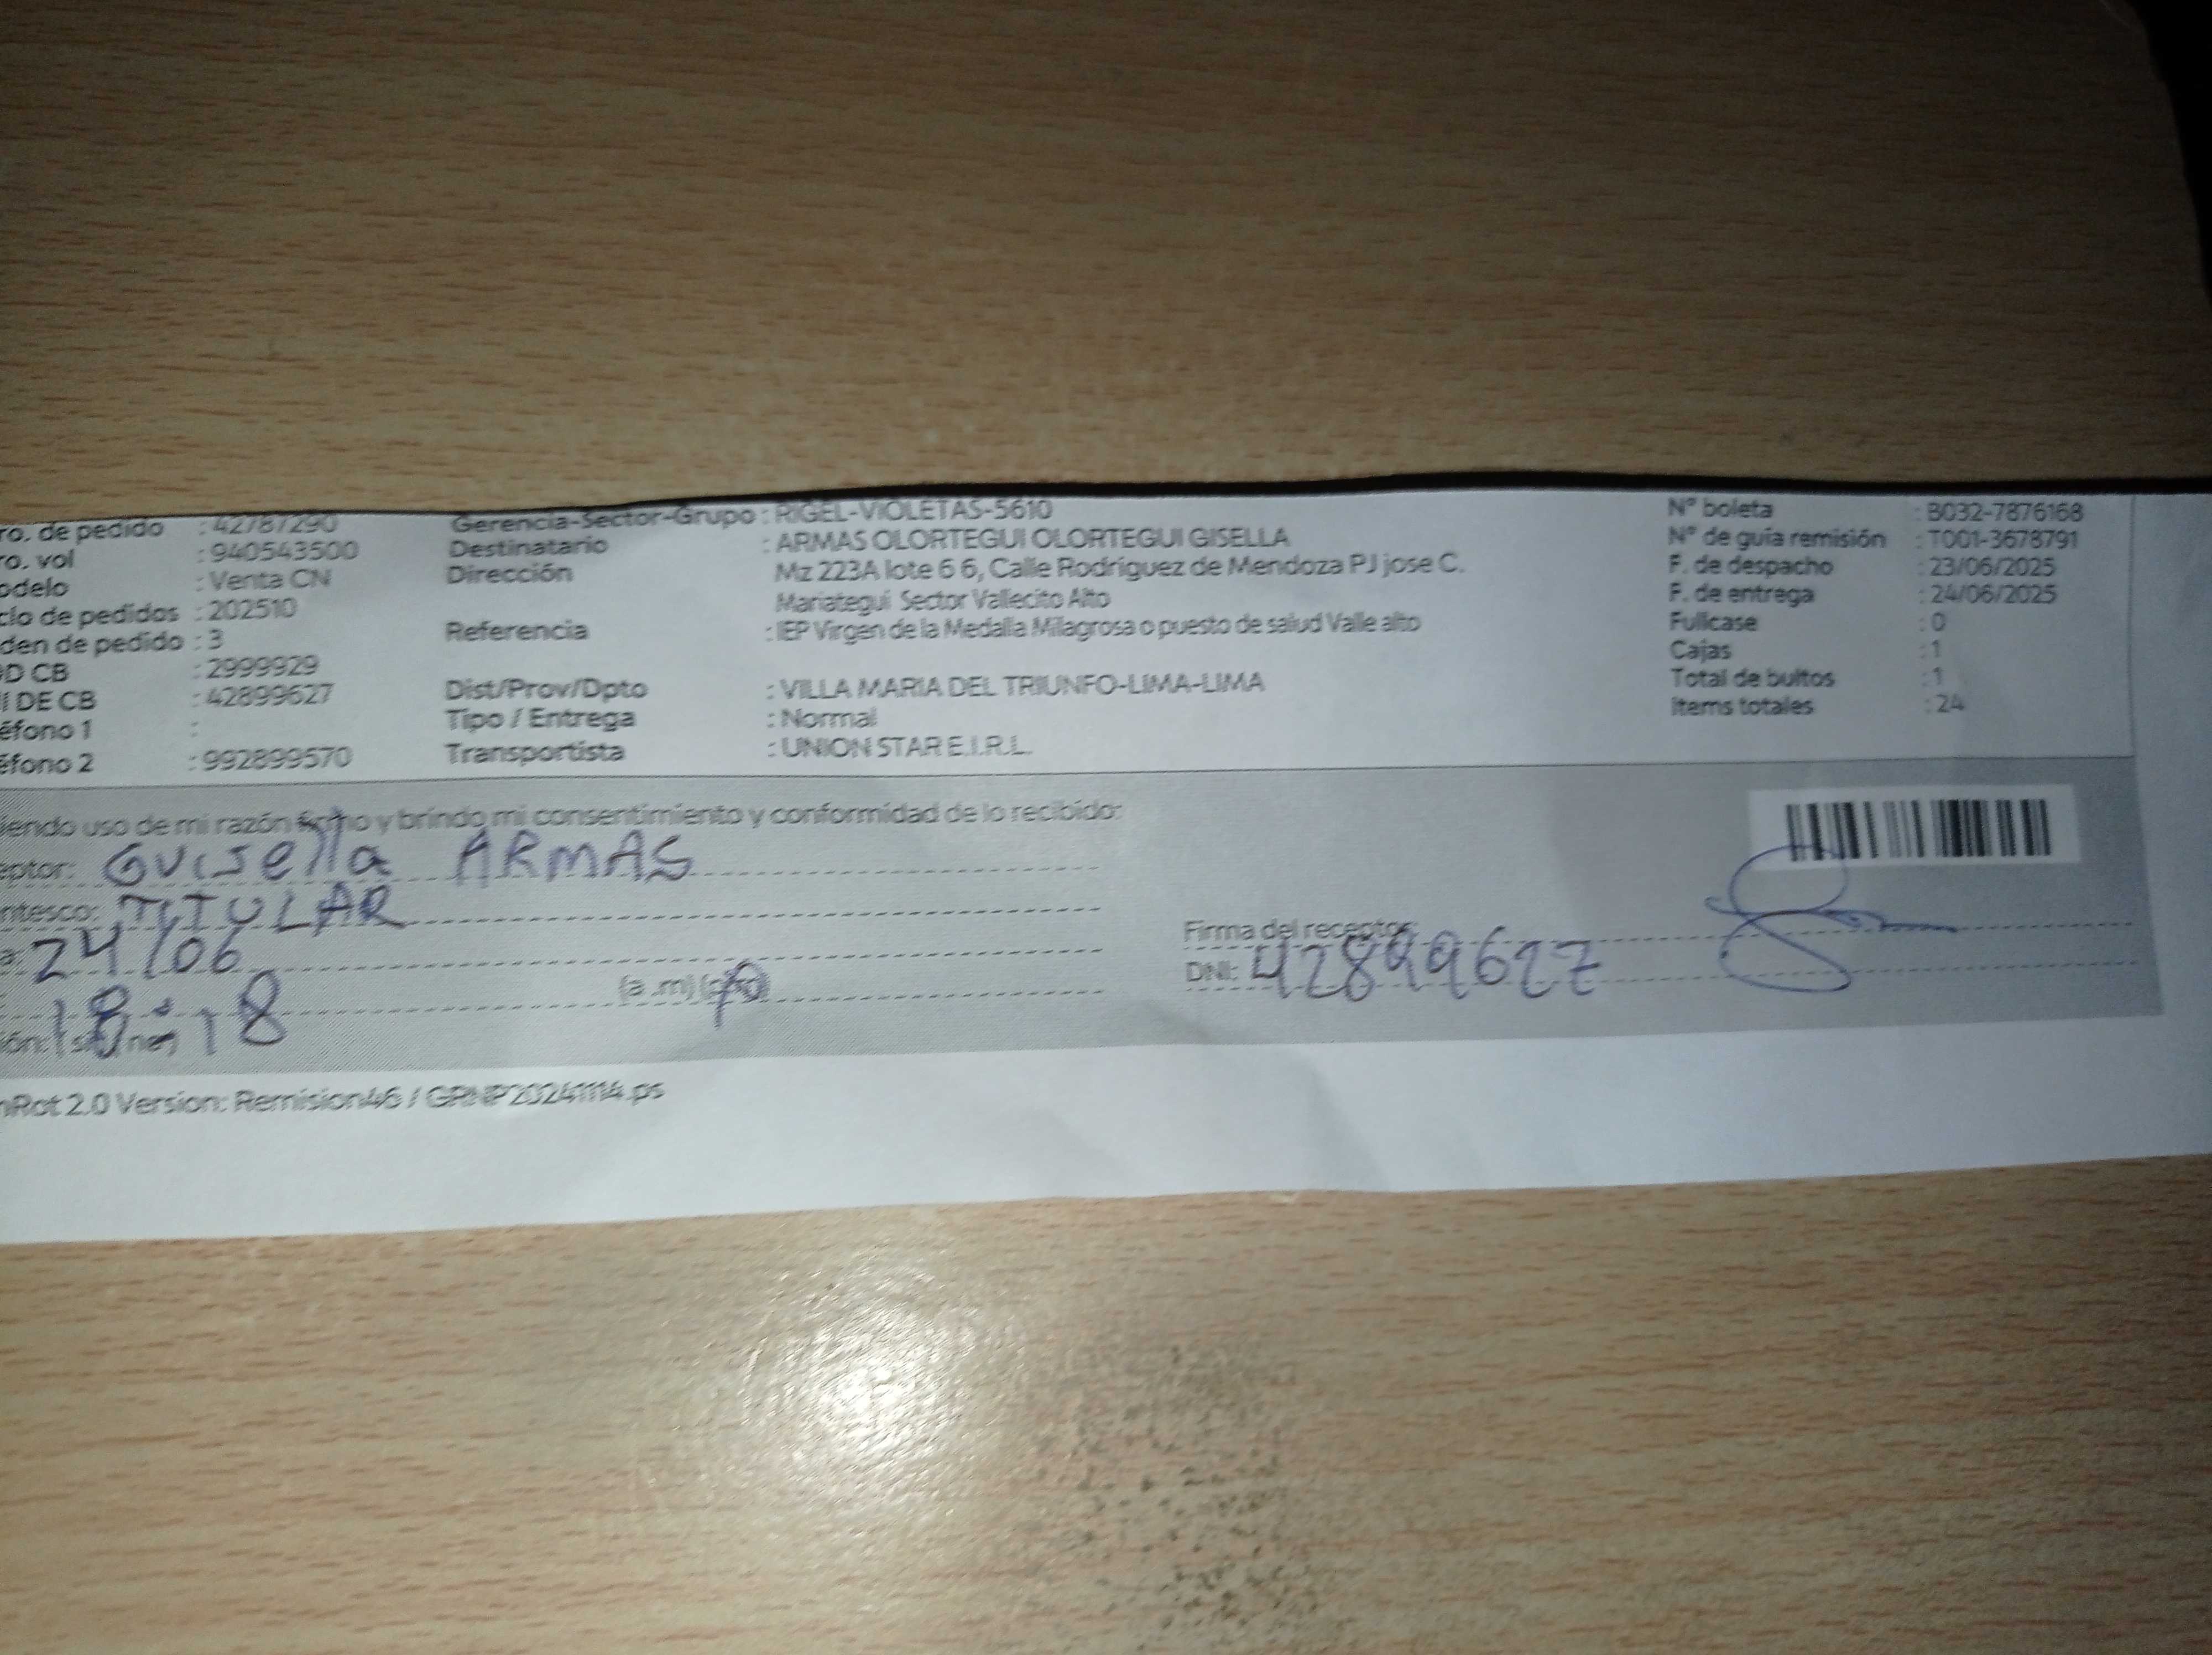 ro. de pedido : 42787290
ro. vol : 940543500
odelo : Venta CN
clo de pedidos : 202510
den de pedido : 3
D CB : 2999929
I DE CB : 42899627
éfono 1 :
éfono 2 : 992899570
Gerencia-Sector-Grupo : RIGEL-VIOLETAS-5610
Destinatario : ARMAS OLORTEGUI OLORTEGUI GISELLA
Dirección Mz 223A lote 6 6, Calle Rodriguez de Mendoza PJ jose C.
Mariategui Sector Vallecito Alto
Referencia : IEP Virgen de la Medalla Milagrosa o puesto de salud Valle alto
Dist/Prov/Dpto : VILLA MARIA DEL TRIUNFO-LIMA-LIMA
Tipo / Entrega : Normal
Transportista : UNION STAR E.I.R.L.
N° boleta : B032-7876168
N° de guia remisión : T001-3678791
F. de despacho : 23/06/2025
F. de entrega : 24/06/2025
Fullcase : 0
Cajas : 1
Total de bultos : 1
Items totales : 24
iendo uso de mi razón firmo y brindo mi consentimiento y conformidad de lo recibido:
eptor: Guisella ARMAS
ntesco: TITULAR
a: 24/06
18:18 (a.m)
ión:
Firma del receptor:
DNI: 42899627
nRot 2.0 Version: Remision46 / GRNP20241114.ps